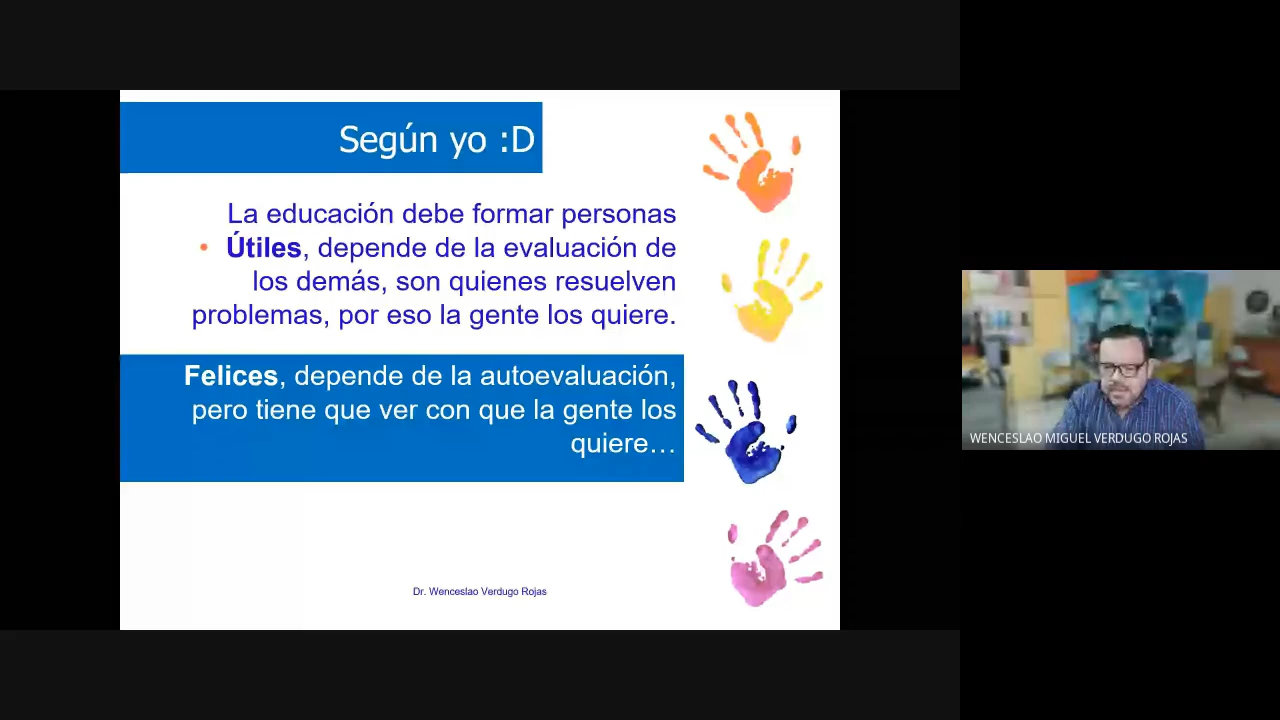 Según yo :D
La educación debe formar personas
• Útiles, depende de la evaluación de
los demás, son quienes resuelven
problemas, por eso la gente los quiere.
Felices, depende de la autoevaluación,
pero tiene que ver con que la gente los
quiere…
Dr. Wenceslao Verdugo Rojas
WENCESLAO MIGUEL VERDUGO ROJAS